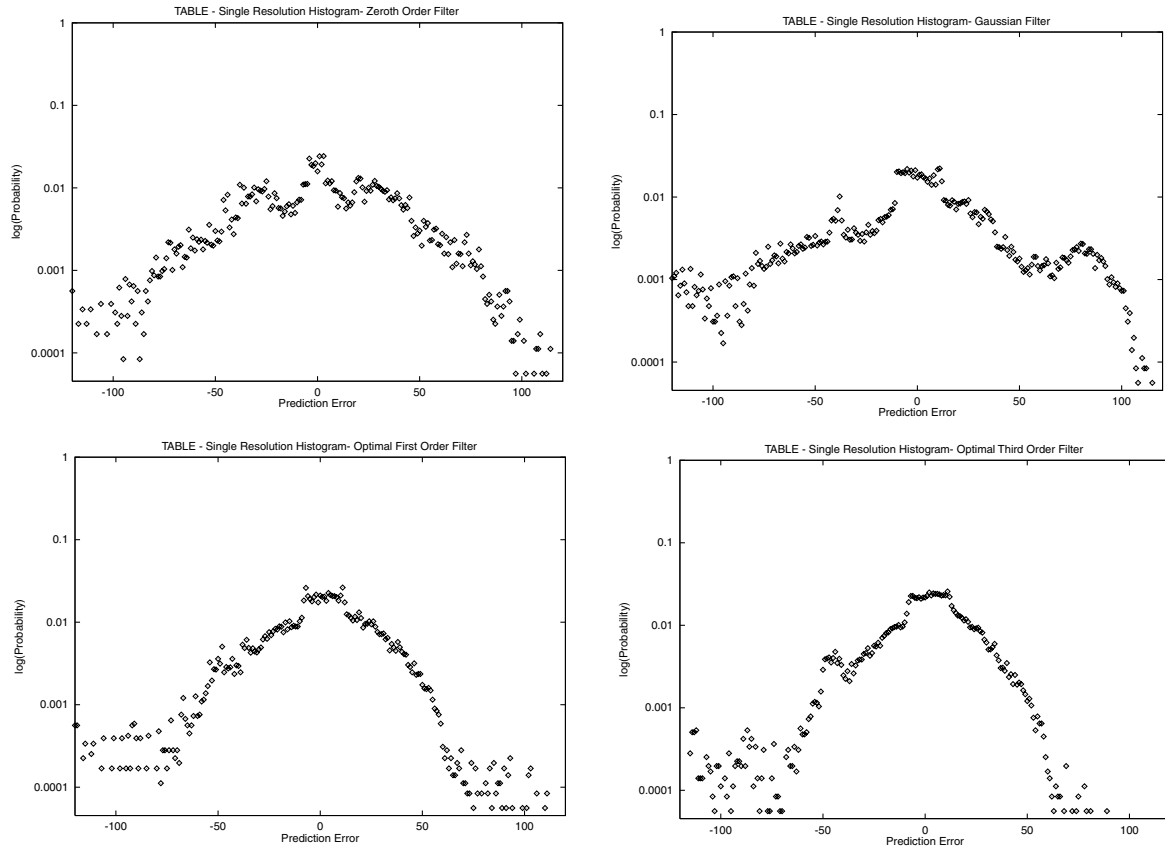 TABLE - Single Resolution Histogram- Zeroth Order Filter
1
0.1
0.01
0.001
0.0001
log(Probability)
-100 -50 0 50 100
Prediction Error
TABLE - Single Resolution Histogram- Gaussian Filter
1
0.1
0.01
0.001
0.0001
log(Probability)
-100 -50 0 50 100
Prediction Error
TABLE - Single Resolution Histogram- Optimal First Order Filter
1
0.1
0.01
0.001
0.0001
log(Probability)
-100 -50 0 50 100
Prediction Error
TABLE - Single Resolution Histogram- Optimal Third Order Filter
1
0.1
0.01
0.001
0.0001
log(Probability)
-100 -50 0 50 100
Prediction Error